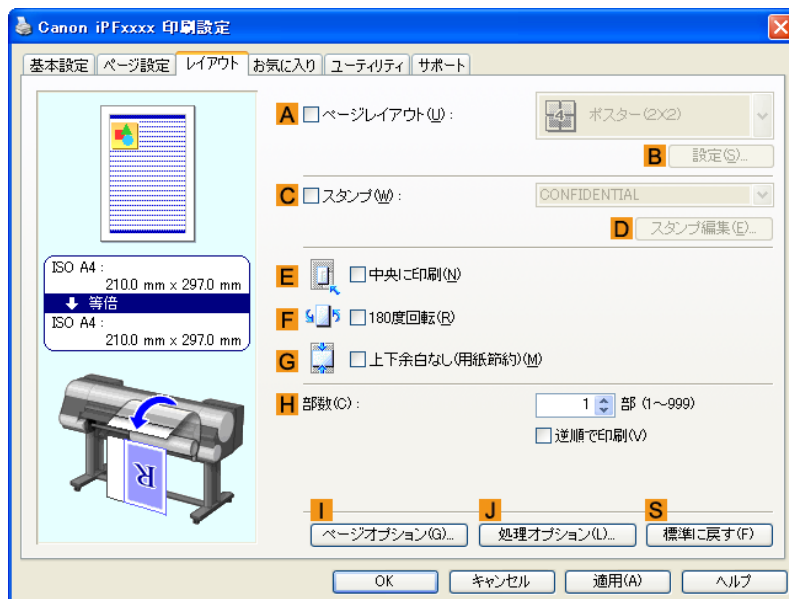 Canon iPFxxxx 印刷設定
基本設定 ページ設定 レイアウト お気に入り ユーティリティ サポート
A ページレイアウト(U) : 4 ポスター(2X2)
B 設定(S)...
C スタンプ(W) : CONFIDENTIAL
D スタンプ編集(E)...
ISO A4 :
210.0 mm x 297.0 mm
等倍
ISO A4 :
210.0 mm x 297.0 mm
E 中央に印刷(N)
F 180度回転(R)
G 上下余白なし(用紙節約)(M)
H 部数(C): 1 部 (1～999)
逆順で印刷(V)
R
I J S
ページオプション(G)... 処理オプション(L)... 標準に戻す(F)
OK キャンセル 適用(A) ヘルプ